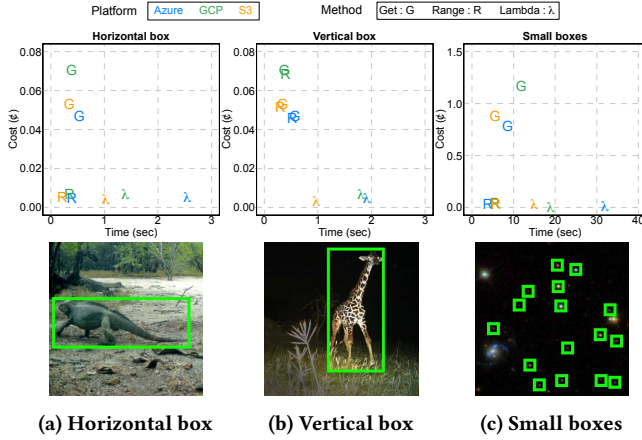 Platform Azure GCP S3 Method Get : G Range : R Lambda : λ
Horizontal box
Cost (¢)
0.08
0.06
0.04
0.02
0.00
G
G
G
R
R
R
λ
λ
λ
0 1 2 3
Time (sec)
Vertical box
Cost (¢)
0.08
0.06
0.04
0.02
0.00
G
R
G
R
G
R
λ
λ
λ
0 1 2 3
Time (sec)
Small boxes
Cost (¢)
1.5
1.0
0.5
0.0
G
G
G
R
R
R
λ
λ
λ
0 10 20 30 40
Time (sec)
(a) Horizontal box (b) Vertical box (c) Small boxes